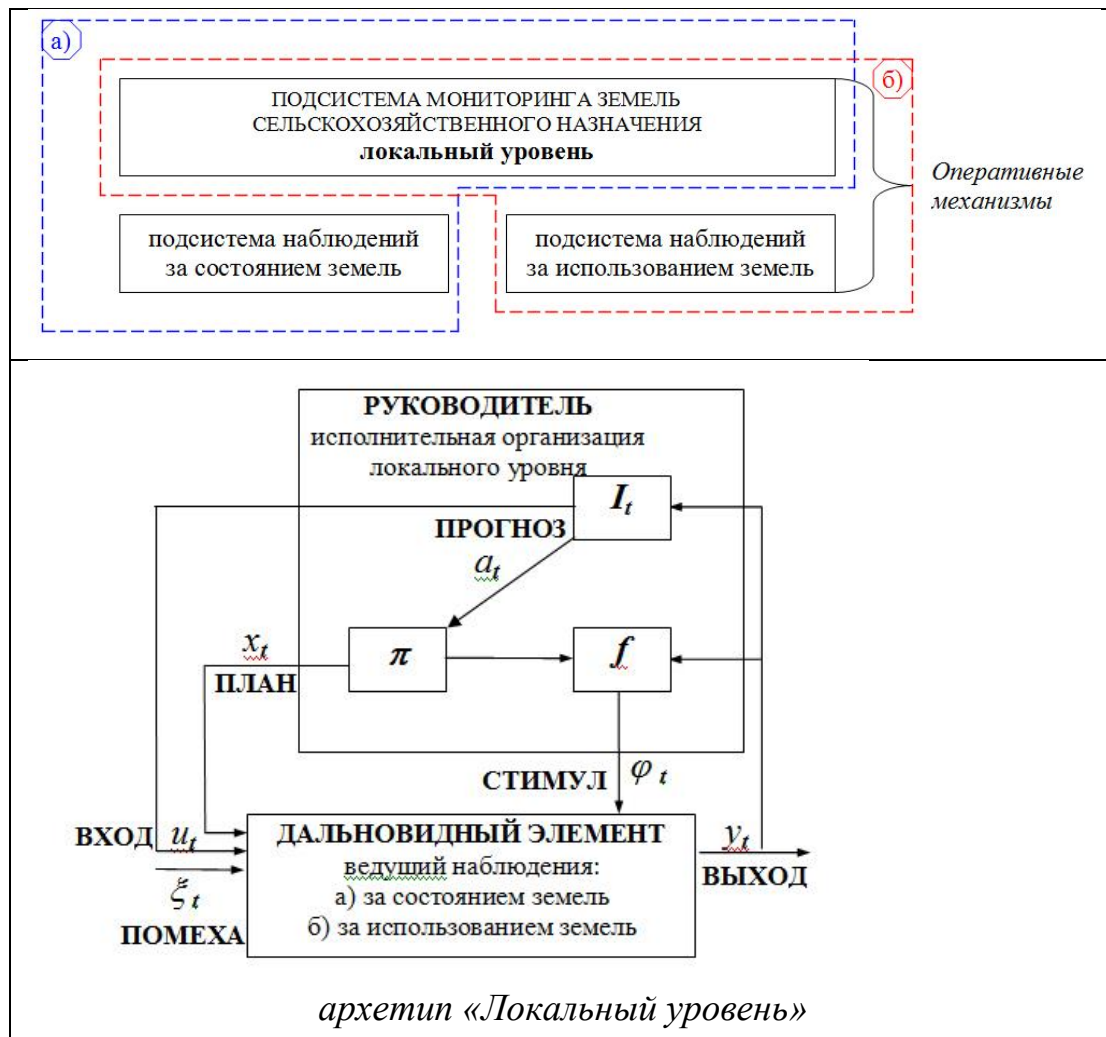 а)
б)
ПОДСИСТЕМА МОНИТОРИНГА ЗЕМЕЛЬ
СЕЛЬСКОХОЗЯЙСТВЕННОГО НАЗНАЧЕНИЯ
локальный уровень
Оперативные
механизмы
подсистема наблюдений
за состоянием земель
подсистема наблюдений
за использованием земель
РУКОВОДИТЕЛЬ
исполнительная организация
локального уровня
I_t
ПРОГНОЗ
a_t
x_t
ПЛАН
π
f
СТИМУЛ φ_t
ВХОД u_t
ξ_t
ПОМЕХА
ДАЛЬНОВИДНЫЙ ЭЛЕМЕНТ
ведущий наблюдения:
а) за состоянием земель
б) за использованием земель
y_t
ВЫХОД
архетип «Локальный уровень»